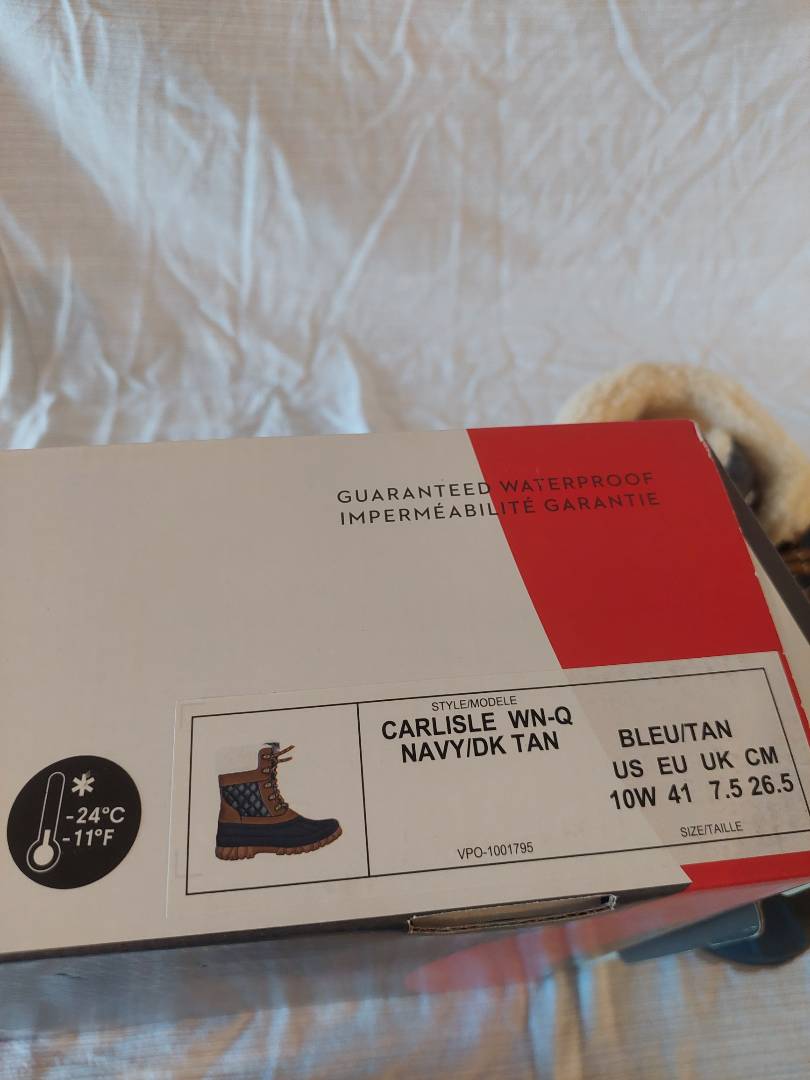 GUARANTEED WATERPROOF
IMPERMÉABILITÉ GARANTIE
STYLE/MODELE
CARLISLE WN-Q
NAVY/DK TAN
BLEU/TAN
US EU UK CM
10W 41 7.5 26.5
VPO-1001795
SIZE/TAILLE
-24°C
-11°F